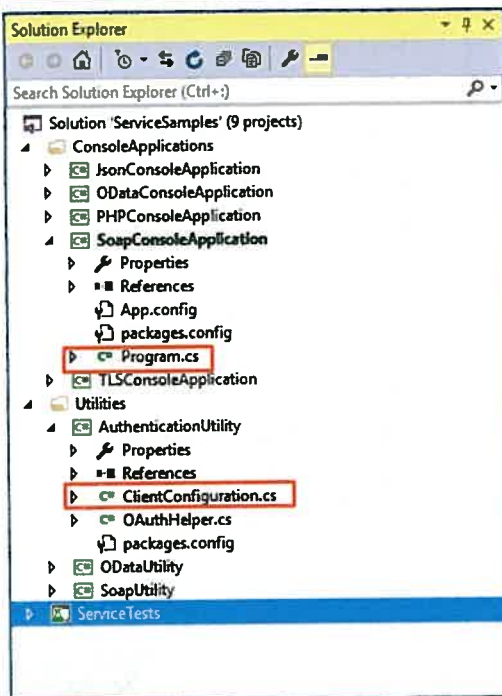 Solution Explorer
Search Solution Explorer (Ctrl+;)
Solution 'ServiceSamples' (9 projects)
ConsoleApplications
C# JsonConsoleApplication
C# ODataConsoleApplication
C# PHPConsoleApplication
C# SoapConsoleApplication
Properties
References
App.config
packages.config
C# Program.cs
C# TLSConsoleApplication
Utilities
C# AuthenticationUtility
Properties
References
C# ClientConfiguration.cs
C# OAuthHelper.cs
packages.config
C# ODataUtility
C# SoapUtility
ServiceTests